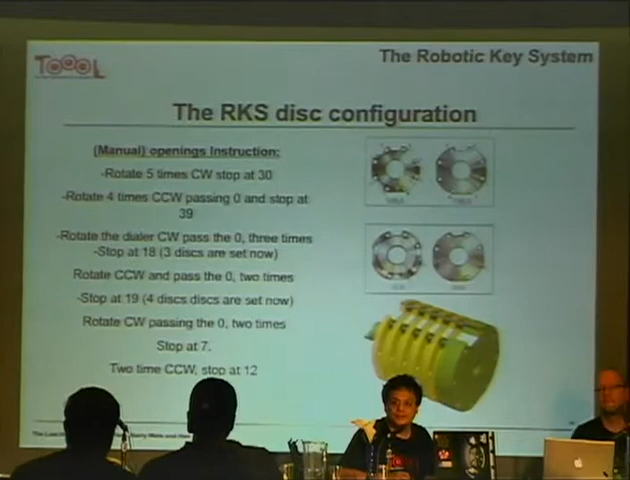 TOOOL
The Robotic Key System
The RKS disc configuration
(Manual) openings Instruction:
-Rotate 5 times CW stop at 30
-Rotate 4 times CCW passing 0 and stop at
39
-Rotate the dialer CW pass the 0, three times
-Stop at 18 (3 discs are set now)
Rotate CCW and pass the 0, two times
-Stop at 19 (4 discs discs are set now)
Rotate CW passing the 0, two times
Stop at 7.
Two time CCW, stop at 12